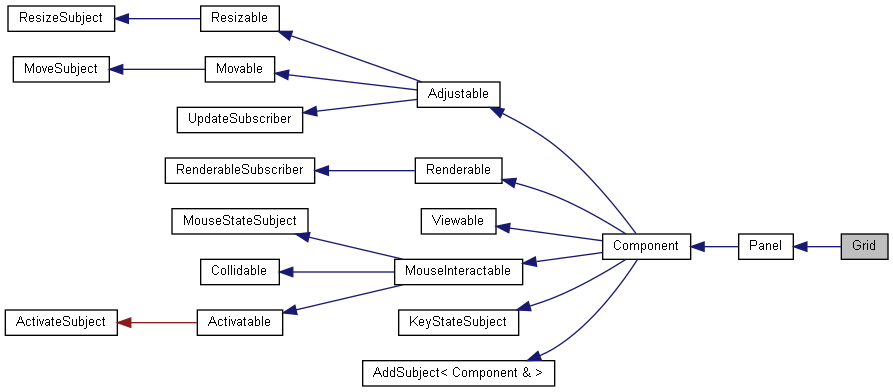 ResizeSubject
Resizable
MoveSubject
Movable
Adjustable
UpdateSubscriber
RenderableSubscriber
Renderable
MouseStateSubject
Viewable
Component
Panel
Grid
Collidable
MouseInteractable
ActivateSubject
Activatable
KeyStateSubject
AddSubject< Component & >